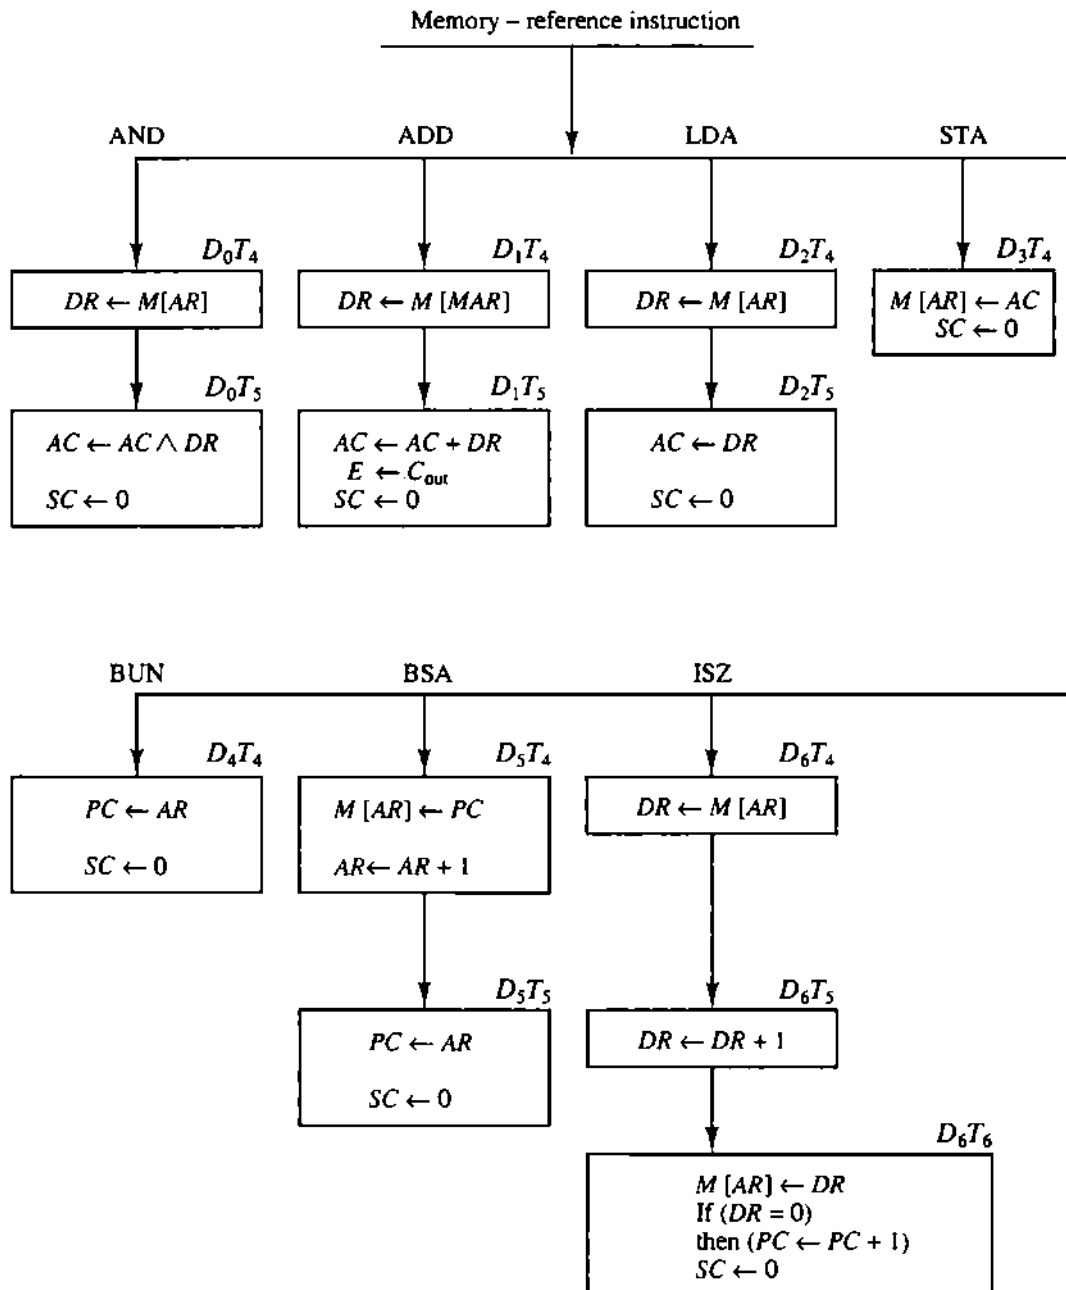 Memory – reference instruction
AND ADD LDA STA
D₀T₄ D₁T₄ D₂T₄ D₃T₄
DR ← M[AR]
DR ← M [MAR]
DR ← M [AR]
M [AR] ← AC
SC ← 0
D₀T₅ D₁T₅ D₂T₅
AC ← AC ∧ DR
SC ← 0
AC ← AC + DR
E ← Cout
SC ← 0
AC ← DR
SC ← 0
BUN BSA ISZ
D₄T₄ D₅T₄ D₆T₄
PC ← AR
SC ← 0
M [AR] ← PC
AR ← AR + 1
DR ← M [AR]
D₅T₅ D₆T₅
PC ← AR
SC ← 0
DR ← DR + 1
D₆T₆
M [AR] ← DR
If (DR = 0)
then (PC ← PC + 1)
SC ← 0